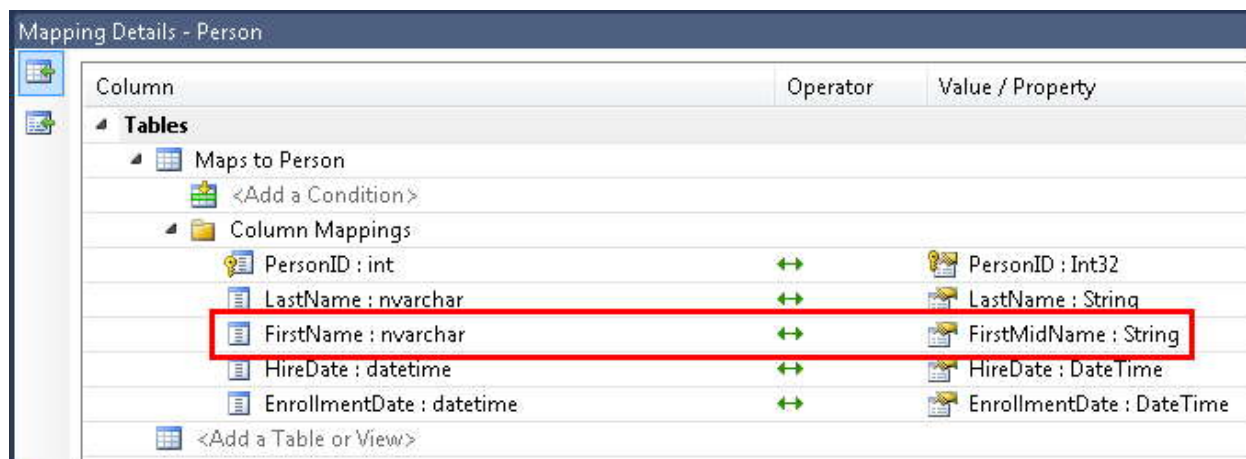 Mapping Details - Person
Column Operator Value / Property
Tables
Maps to Person
<Add a Condition>
Column Mappings
PersonID : int PersonID : Int32
LastName : nvarchar LastName : String
FirstName : nvarchar FirstMidName : String
HireDate : datetime HireDate : DateTime
EnrollmentDate : datetime EnrollmentDate : DateTime
<Add a Table or View>